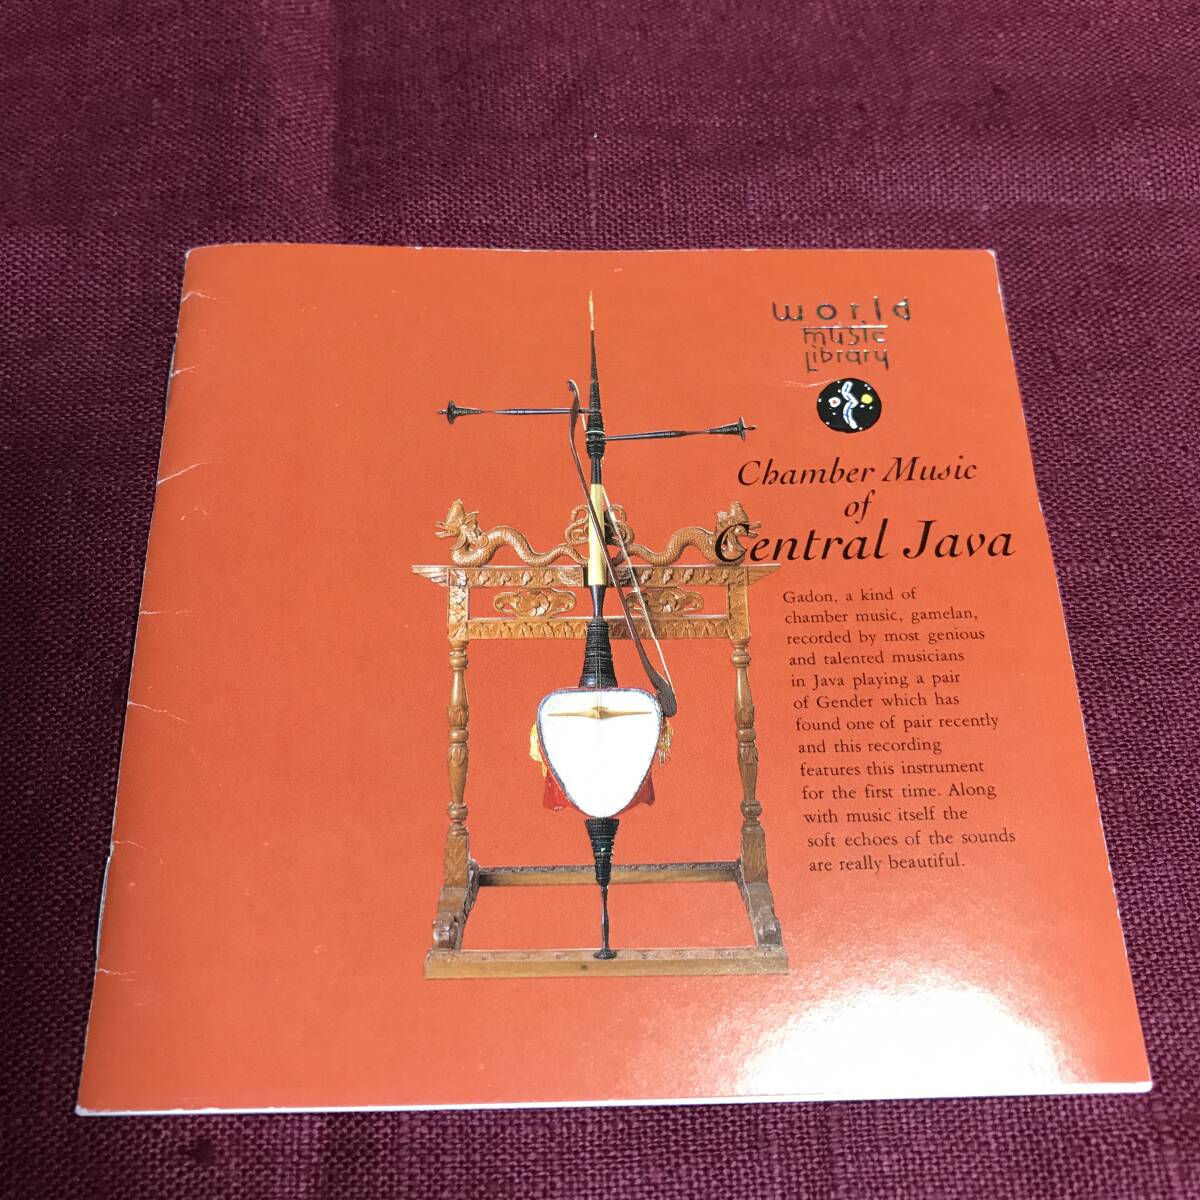 world
music
Library
Chamber Music
of
Central Java
Gadon, a kind of
chamber music, gamelan,
recorded by most genious
and talented musicians
in Java playing a pair
of Gender which has
found one of pair recently
and this recording
features this instrument
for the first time. Along
with music itself the
soft echoes of the sounds
are really beautiful.